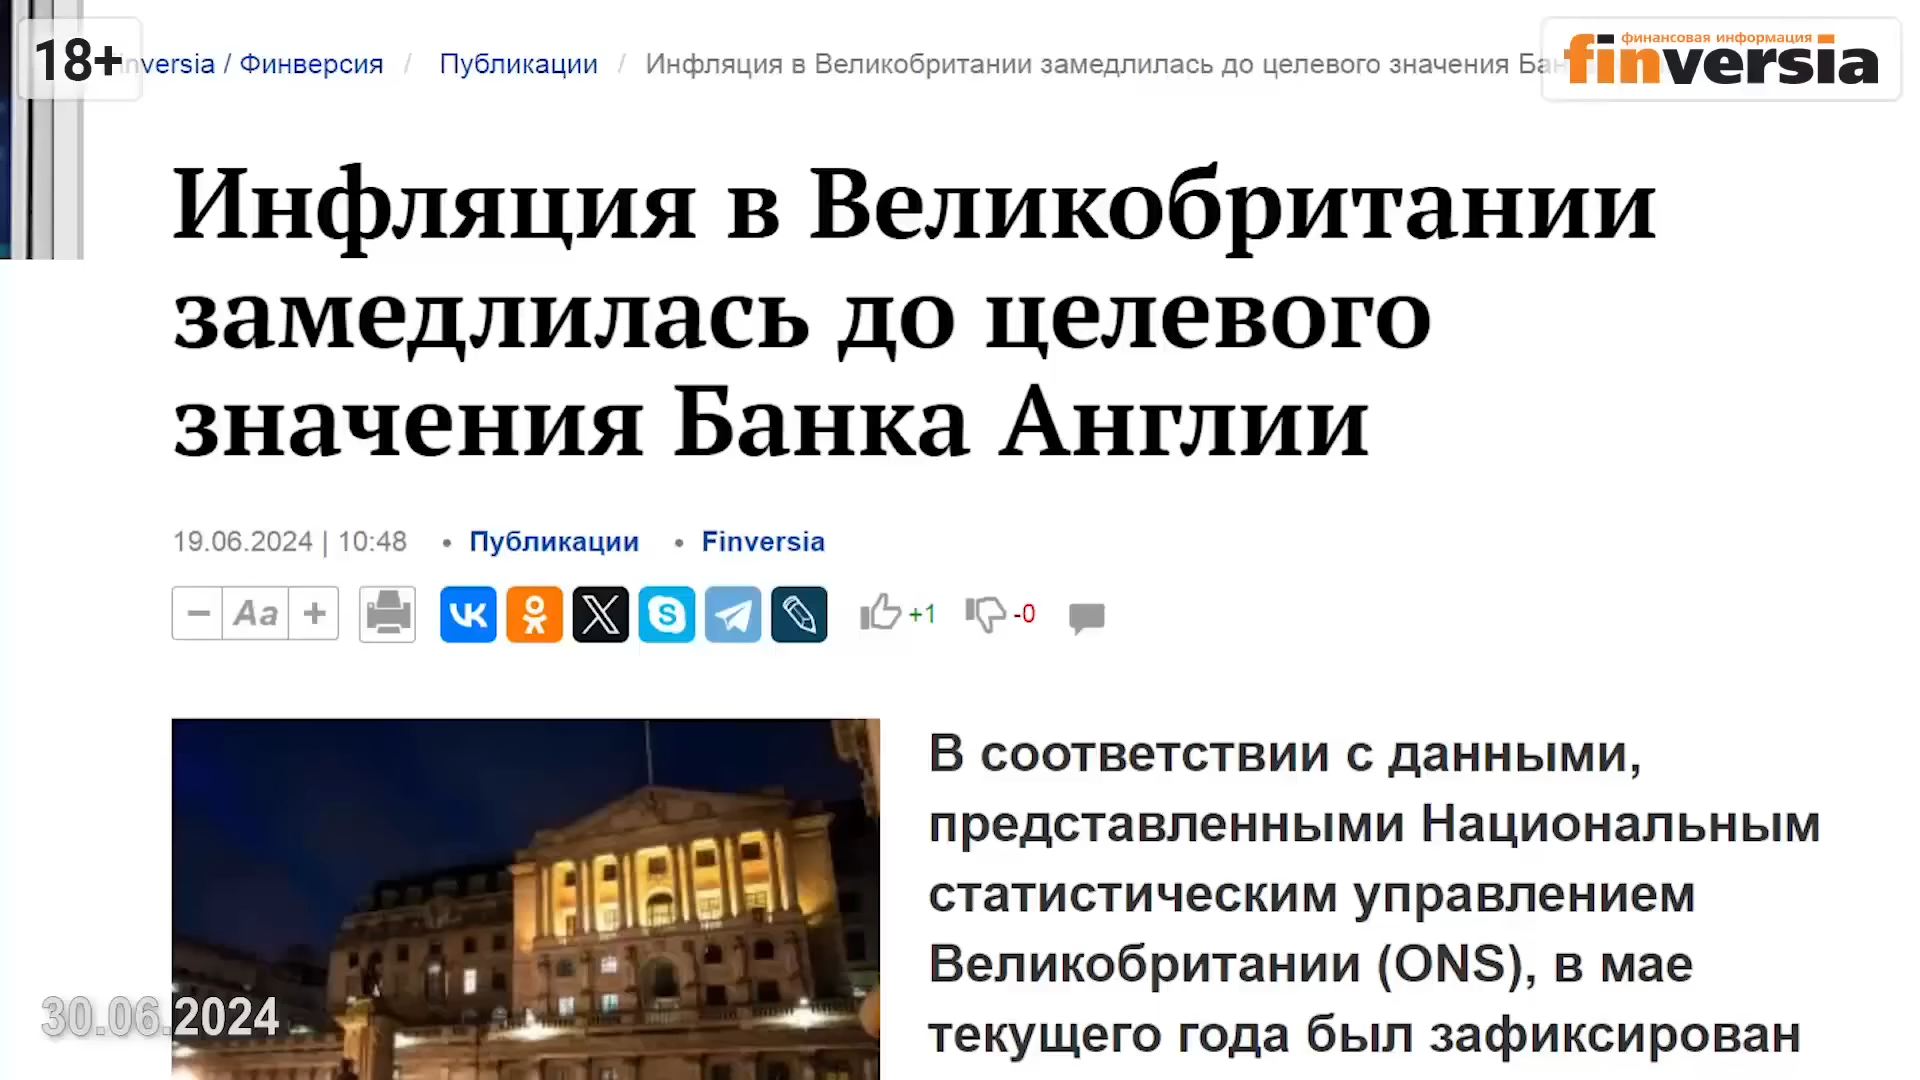 18+
nversia / Финверсия / Публикации / Инфляция в Великобритании замедлилась до целевого значения
финансовая информация
finversia
Инфляция в Великобритании
замедлилась до целевого
значения Банка Англии
19.06.2024 | 10:48 • Публикации • Finversia
− Aa + +1 -0
В соответствии с данными,
представленными Национальным
статистическим управлением
Великобритании (ONS), в мае
текущего года был зафиксирован
30.06.2024